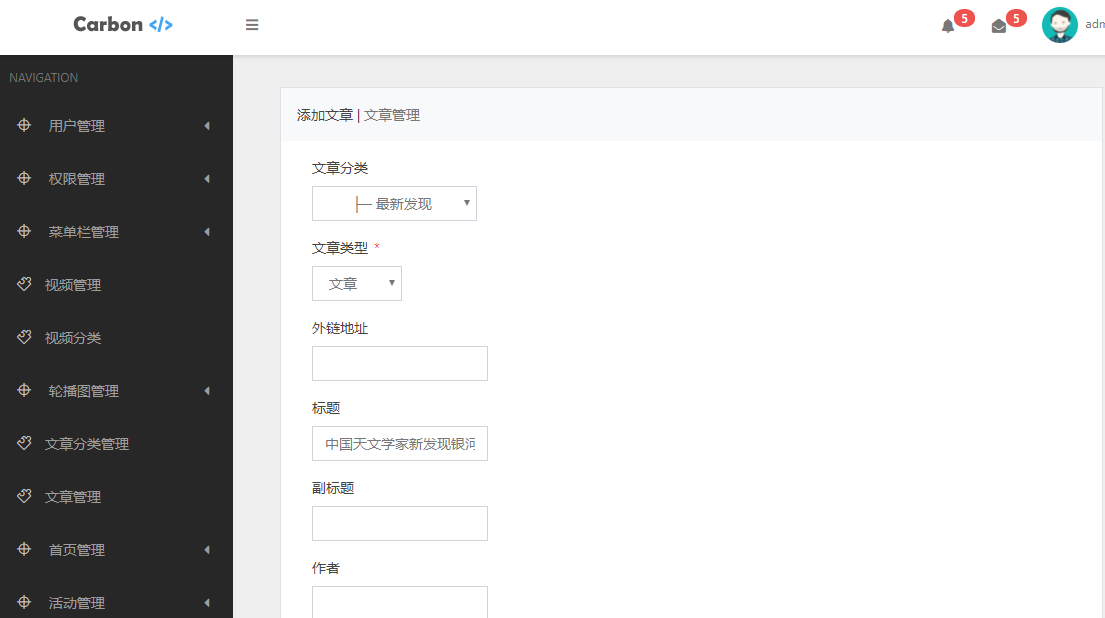 Carbon </>
5
5
adm
NAVIGATION
用户管理
权限管理
菜单栏管理
视频管理
视频分类
轮播图管理
文章分类管理
文章管理
首页管理
活动管理
添加文章 | 文章管理
文章分类
├─ 最新发现
文章类型 *
文章
外链地址
标题
中国天文学家新发现银河
副标题
作者